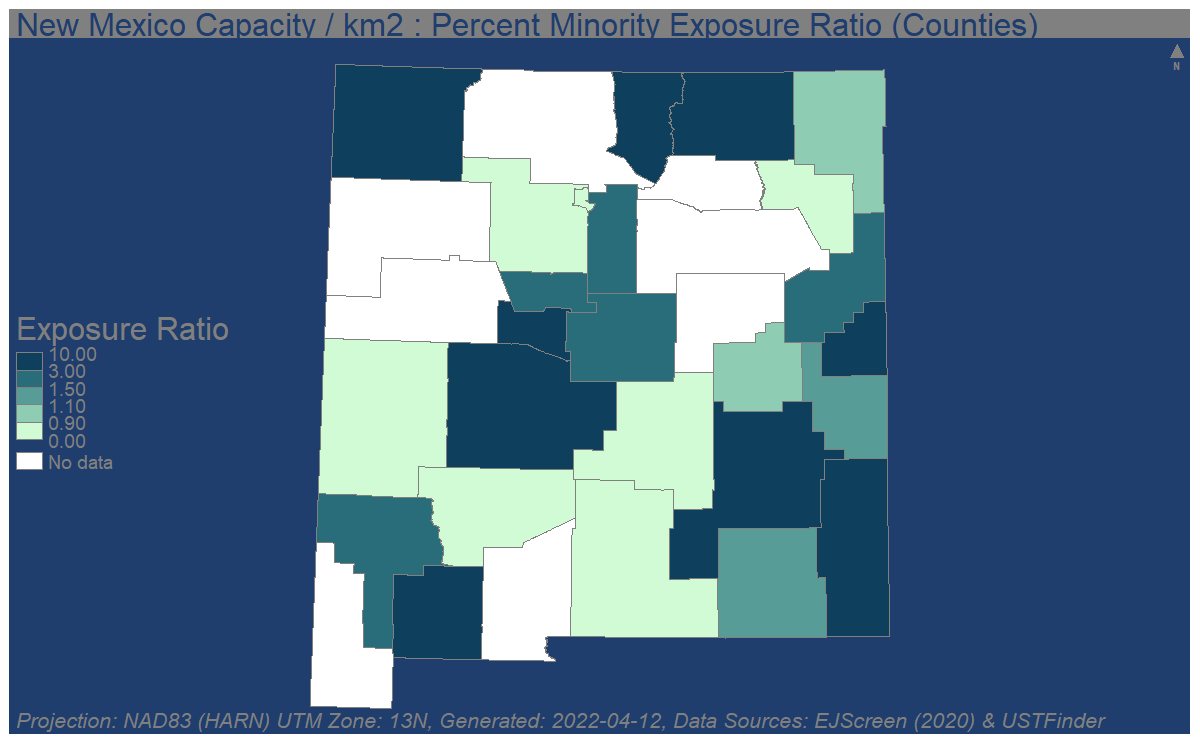 New Mexico Capacity / km2 : Percent Minority Exposure Ratio (Counties)
N
Exposure Ratio
10.00
3.00
1.50
1.10
0.90
0.00
No data
Projection: NAD83 (HARN) UTM Zone: 13N, Generated: 2022-04-12, Data Sources: EJScreen (2020) & USTFinder